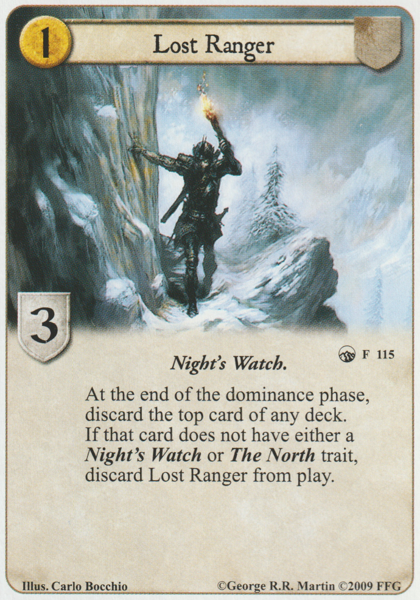 1
Lost Ranger
3
Night's Watch.
F 115
At the end of the dominance phase,
discard the top card of any deck.
If that card does not have either a
Night's Watch or The North trait,
discard Lost Ranger from play.
Illus. Carlo Bocchio
©George R.R. Martin ©2009 FFG